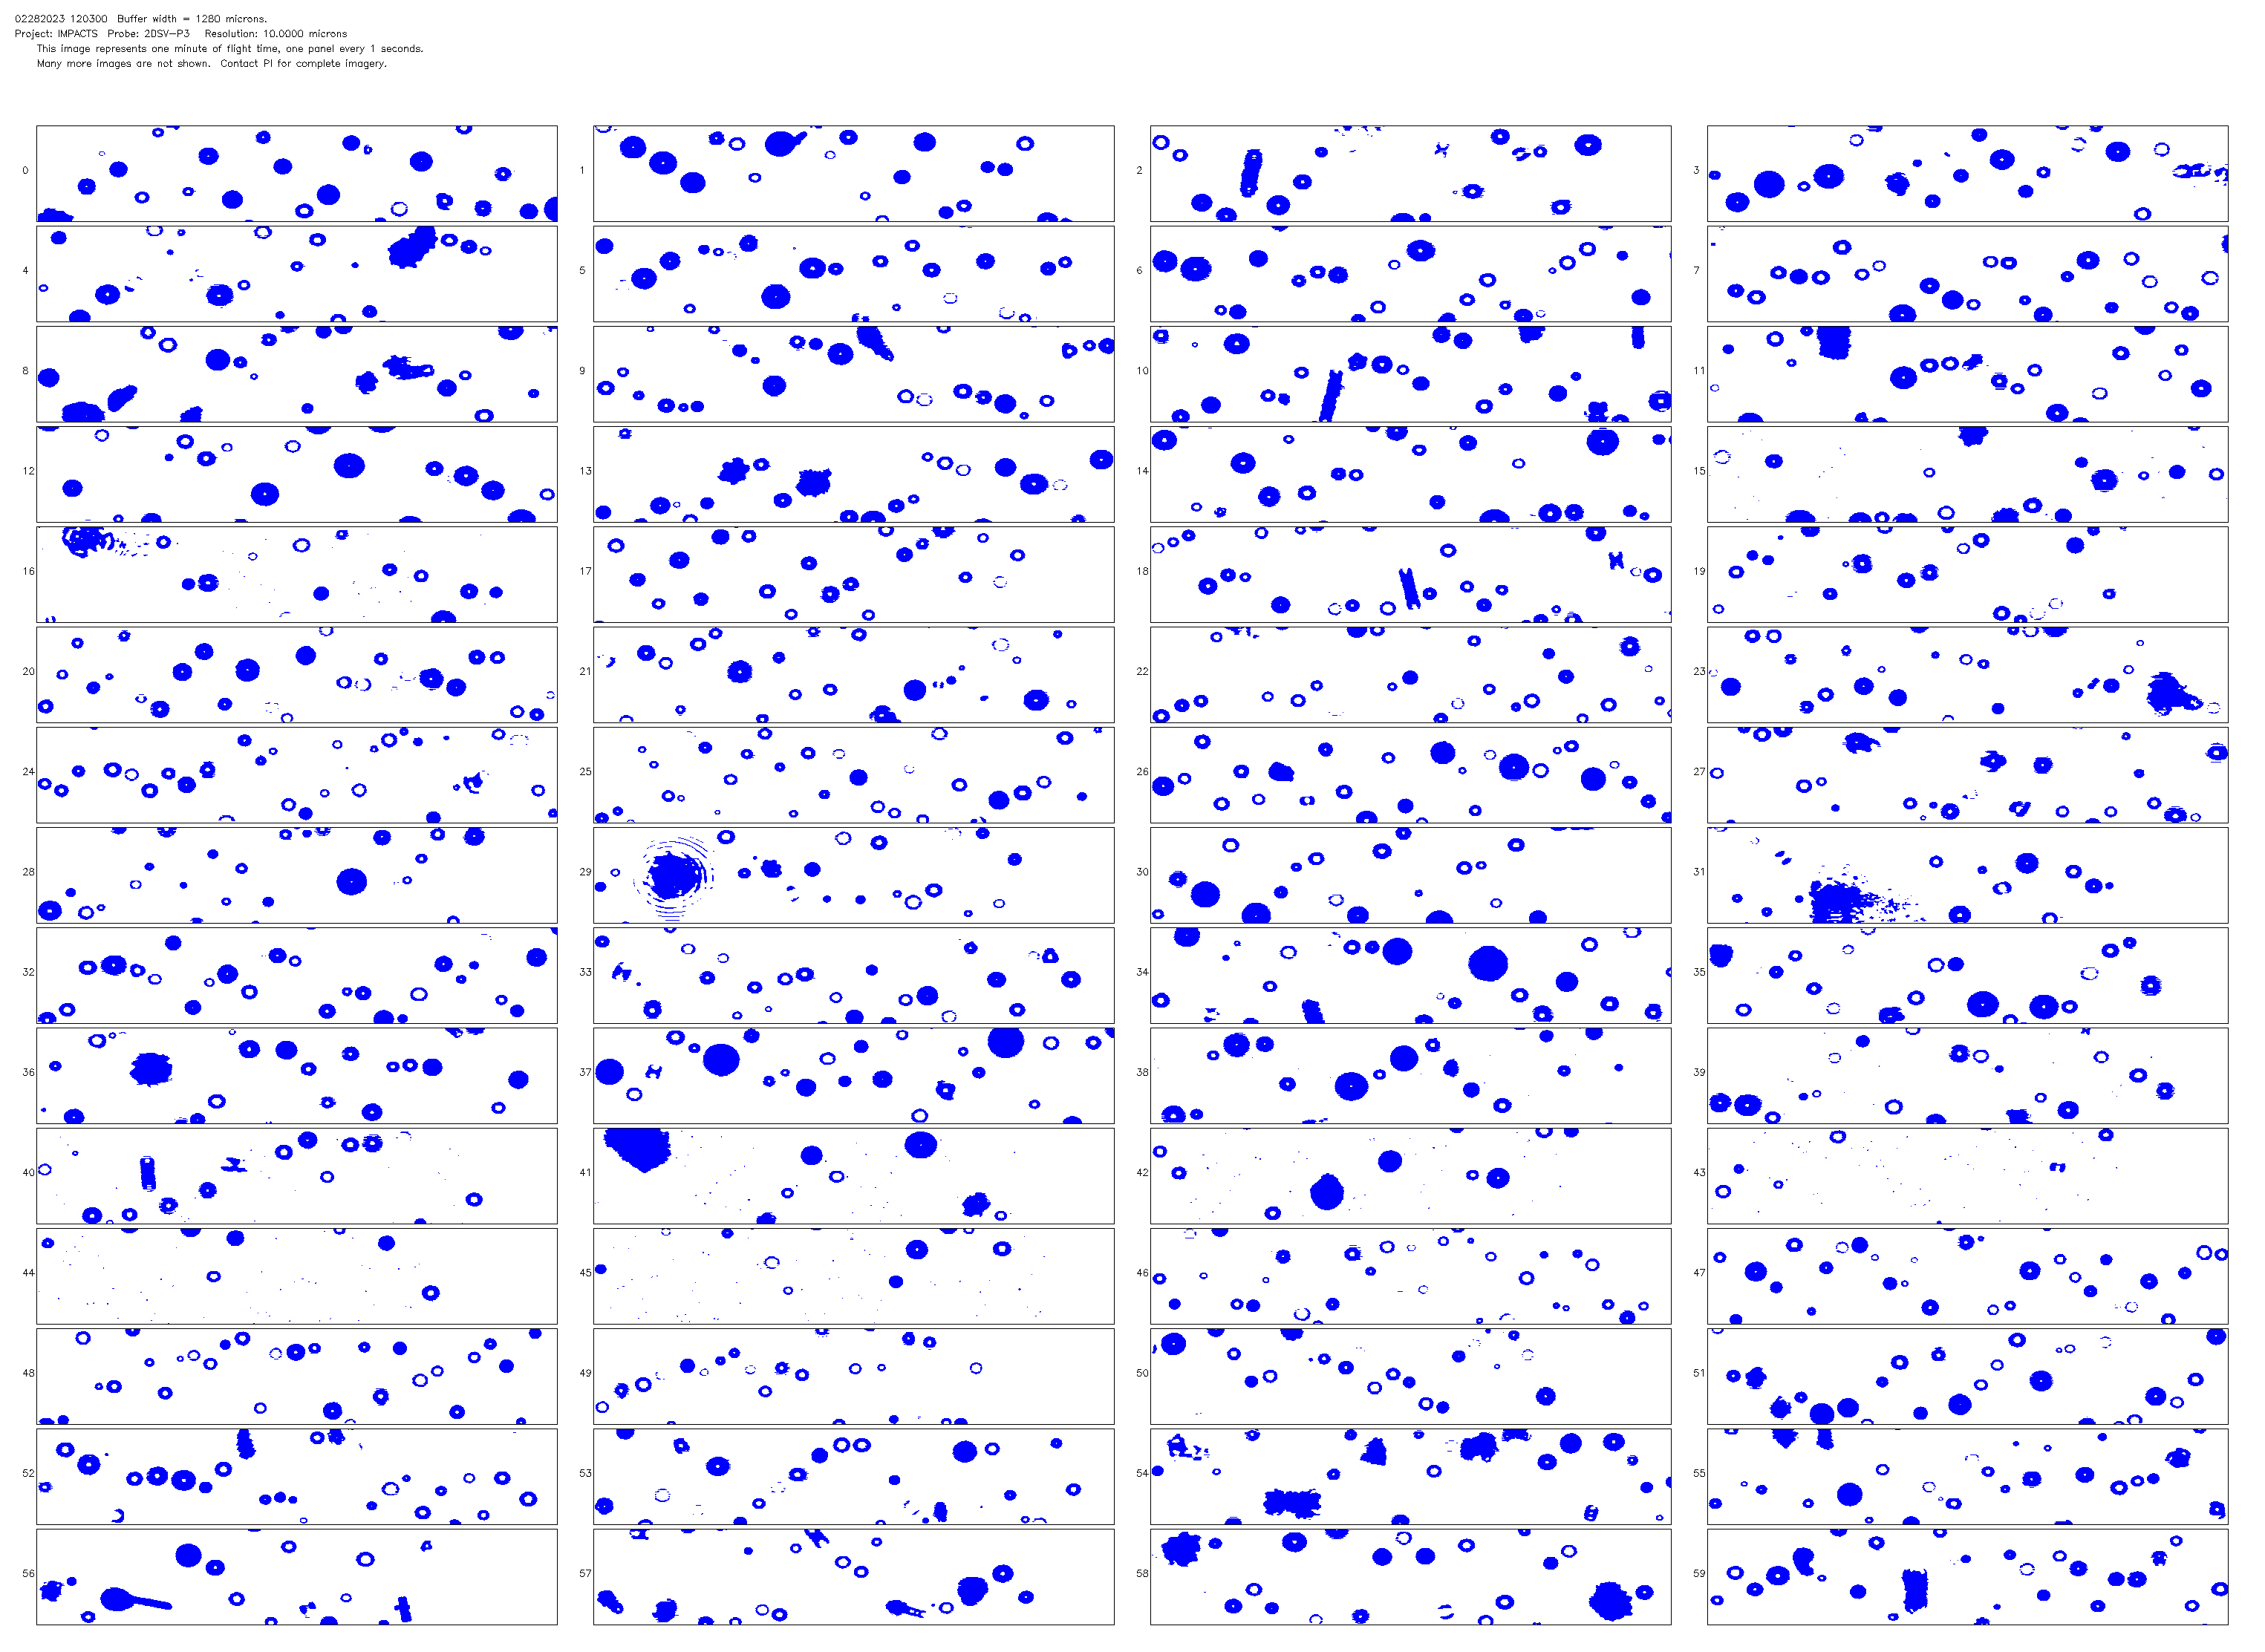 02282023 120300  Buffer width = 1280 microns.
Project: IMPACTS  Probe: 2DSV-P3  Resolution: 10.0000 microns
This image represents one minute of flight time, one panel every 1 seconds.
Many more images are not shown.  Contact PI for complete imagery.
0 1 2 3
4 5 6 7
8 9 10 11
12 13 14 15
16 17 18 19
20 21 22 23
24 25 26 27
28 29 30 31
32 33 34 35
36 37 38 39
40 41 42 43
44 45 46 47
48 49 50 51
52 53 54 55
56 57 58 59